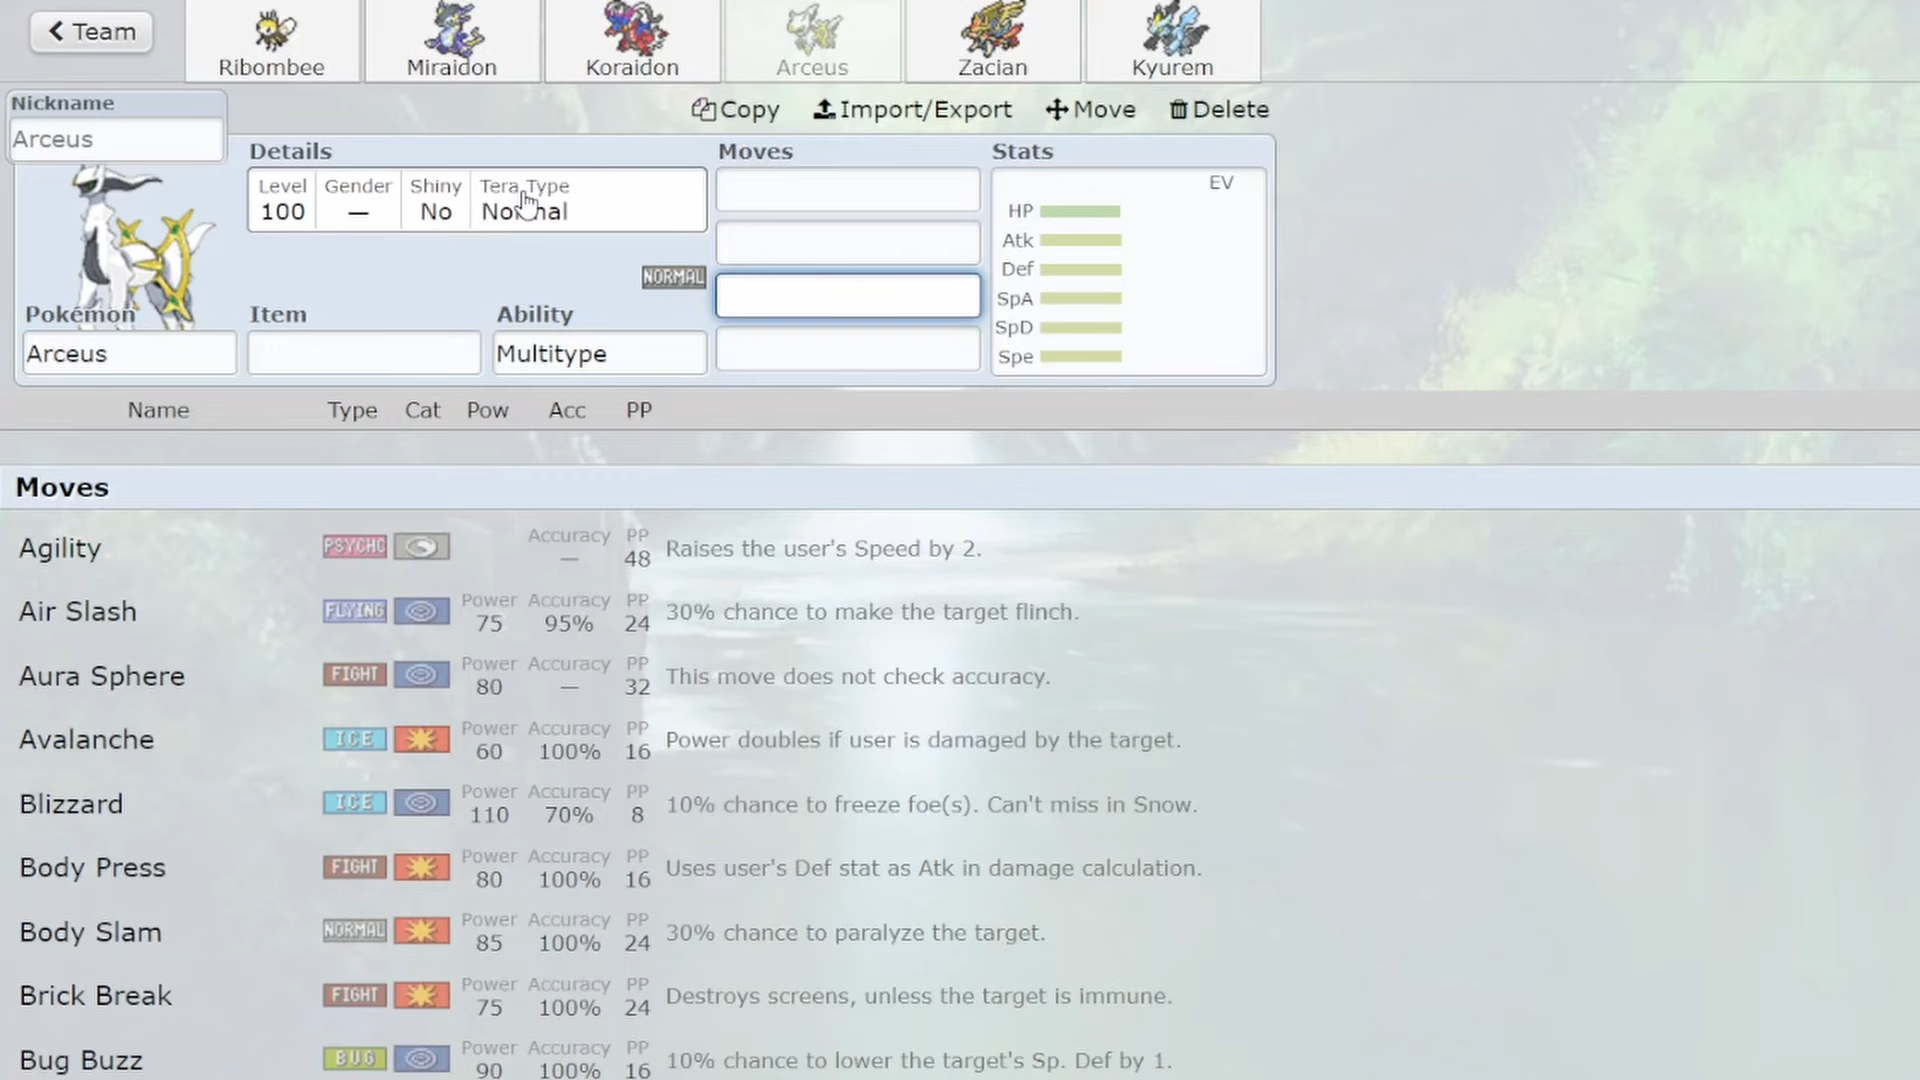 Team
Ribombee Miraidon Koraidon Arceus Zacian Kyurem
Copy Import/Export Move Delete
Nickname
Arceus
Details Moves Stats
Level Gender Shiny Tera Type EV
100 — No Normal
HP
Atk
Def
NORMAL
SpA
Pokémon Item Ability
SpD
Arceus Multitype
Spe
Name Type Cat Pow Acc PP
Moves
Agility PSYCHC Accuracy — PP 48 Raises the user's Speed by 2.
Air Slash FLYING Power 75 Accuracy 95% PP 24 30% chance to make the target flinch.
Aura Sphere FIGHT Power 80 Accuracy — PP 32 This move does not check accuracy.
Avalanche ICE Power 60 Accuracy 100% PP 16 Power doubles if user is damaged by the target.
Blizzard ICE Power 110 Accuracy 70% PP 8 10% chance to freeze foe(s). Can't miss in Snow.
Body Press FIGHT Power 80 Accuracy 100% PP 16 Uses user's Def stat as Atk in damage calculation.
Body Slam NORMAL Power 85 Accuracy 100% PP 24 30% chance to paralyze the target.
Brick Break FIGHT Power 75 Accuracy 100% PP 24 Destroys screens, unless the target is immune.
Bug Buzz BUG Power 90 Accuracy 100% PP 16 10% chance to lower the target's Sp. Def by 1.